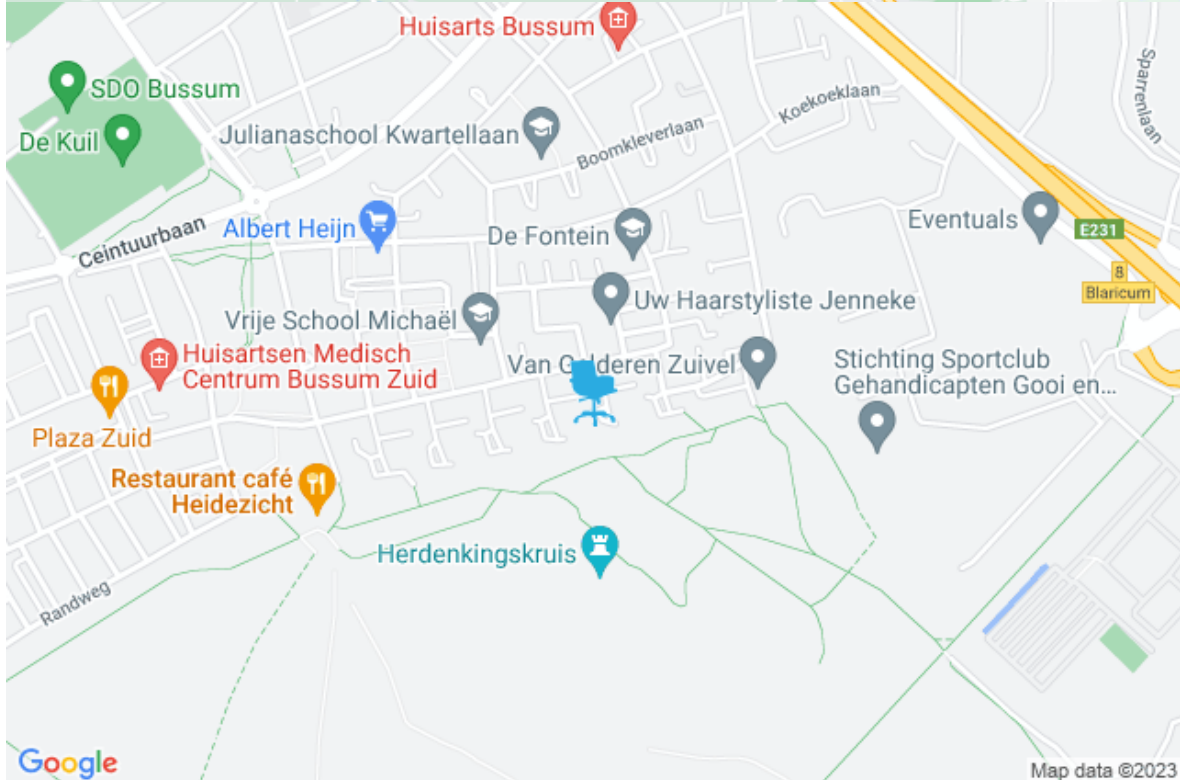 Huisarts Bussum
SDO Bussum
De Kuil
Julianaschool Kwartellaan
Boomkleverlaan
Koekoeklaan
Sparrenlaan
Ceintuurbaan
Albert Heijn
De Fontein
Eventuals
E231
8
Blaricum
Uw Haarstyliste Jenneke
Vrije School Michaël
Huisartsen Medisch
Centrum Bussum Zuid
Van Gelderen Zuivel
Stichting Sportclub
Gehandicapten Gooi en...
Plaza Zuid
Restaurant café
Heidezicht
Herdenkingskruis
Randweg
Google
Map data ©2023